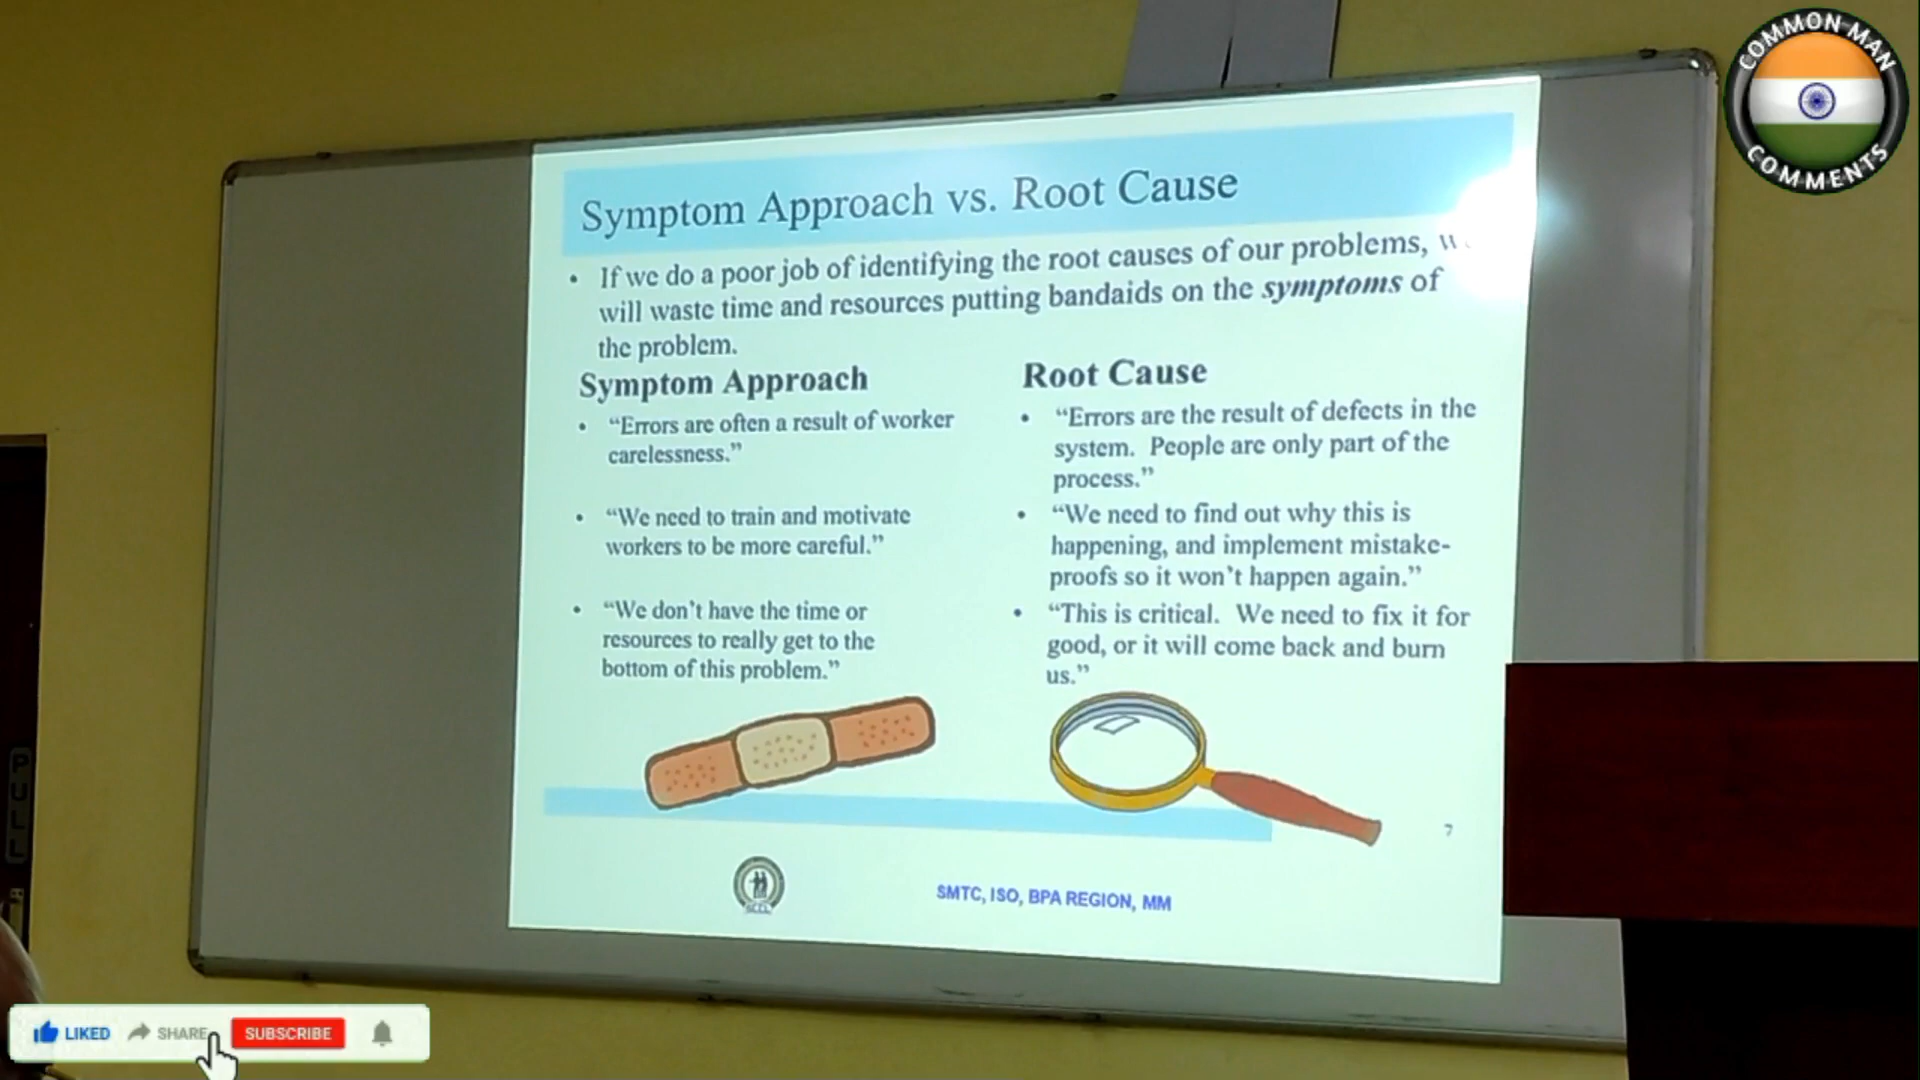 COMMON MAN
COMMENTS
Symptom Approach vs. Root Cause
• If we do a poor job of identifying the root causes of our problems,
will waste time and resources putting bandaids on the symptoms of
the problem.
Symptom Approach
• “Errors are often a result of worker
carelessness.”
• “We need to train and motivate
workers to be more careful.”
• “We don’t have the time or
resources to really get to the
bottom of this problem.”
Root Cause
• “Errors are the result of defects in the
system. People are only part of the
process.”
• “We need to find out why this is
happening, and implement mistake-
proofs so it won’t happen again.”
• “This is critical. We need to fix it for
good, or it will come back and burn
us.”
7
SMTC, ISO, BPA REGION, MM
PULL
LIKED SHARE SUBSCRIBE